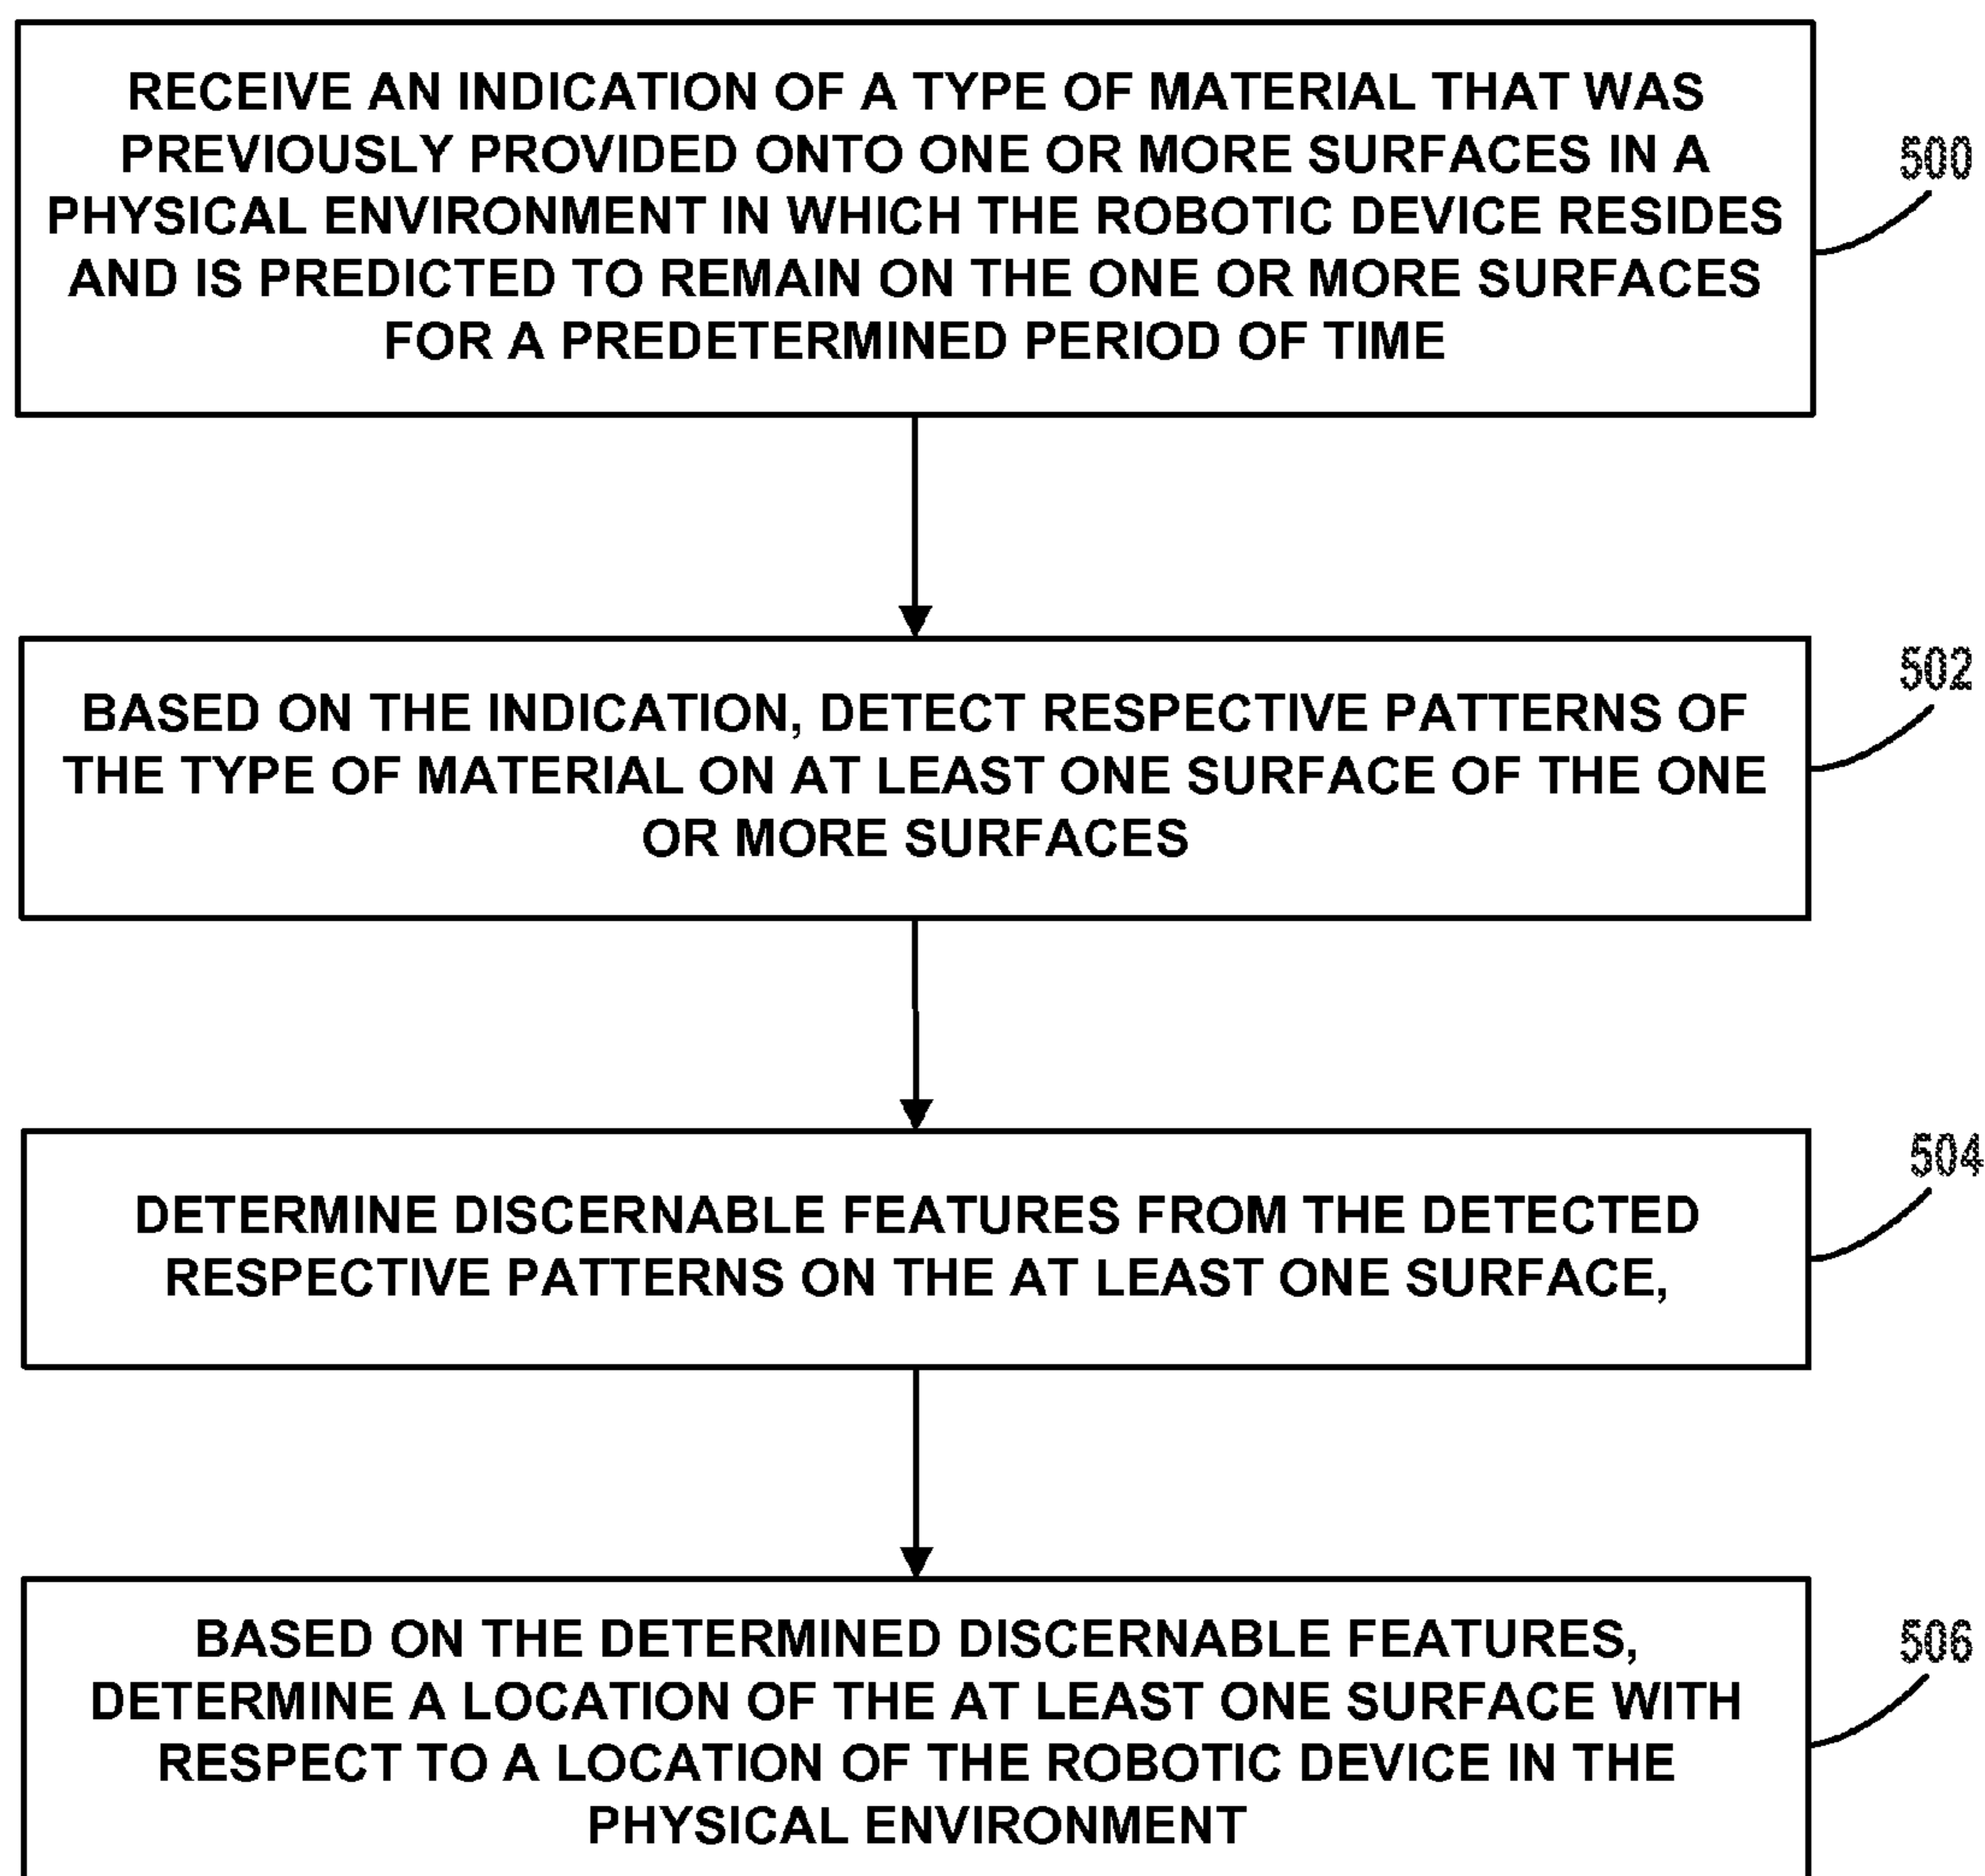 RECEIVE AN INDICATION OF A TYPE OF MATERIAL THAT WAS
PREVIOUSLY PROVIDED ONTO ONE OR MORE SURFACES IN A
PHYSICAL ENVIRONMENT IN WHICH THE ROBOTIC DEVICE RESIDES
AND IS PREDICTED TO REMAIN ON THE ONE OR MORE SURFACES
FOR A PREDETERMINED PERIOD OF TIME
500
BASED ON THE INDICATION, DETECT RESPECTIVE PATTERNS OF
THE TYPE OF MATERIAL ON AT LEAST ONE SURFACE OF THE ONE
OR MORE SURFACES
502
DETERMINE DISCERNABLE FEATURES FROM THE DETECTED
RESPECTIVE PATTERNS ON THE AT LEAST ONE SURFACE,
504
BASED ON THE DETERMINED DISCERNABLE FEATURES,
DETERMINE A LOCATION OF THE AT LEAST ONE SURFACE WITH
RESPECT TO A LOCATION OF THE ROBOTIC DEVICE IN THE
PHYSICAL ENVIRONMENT
506